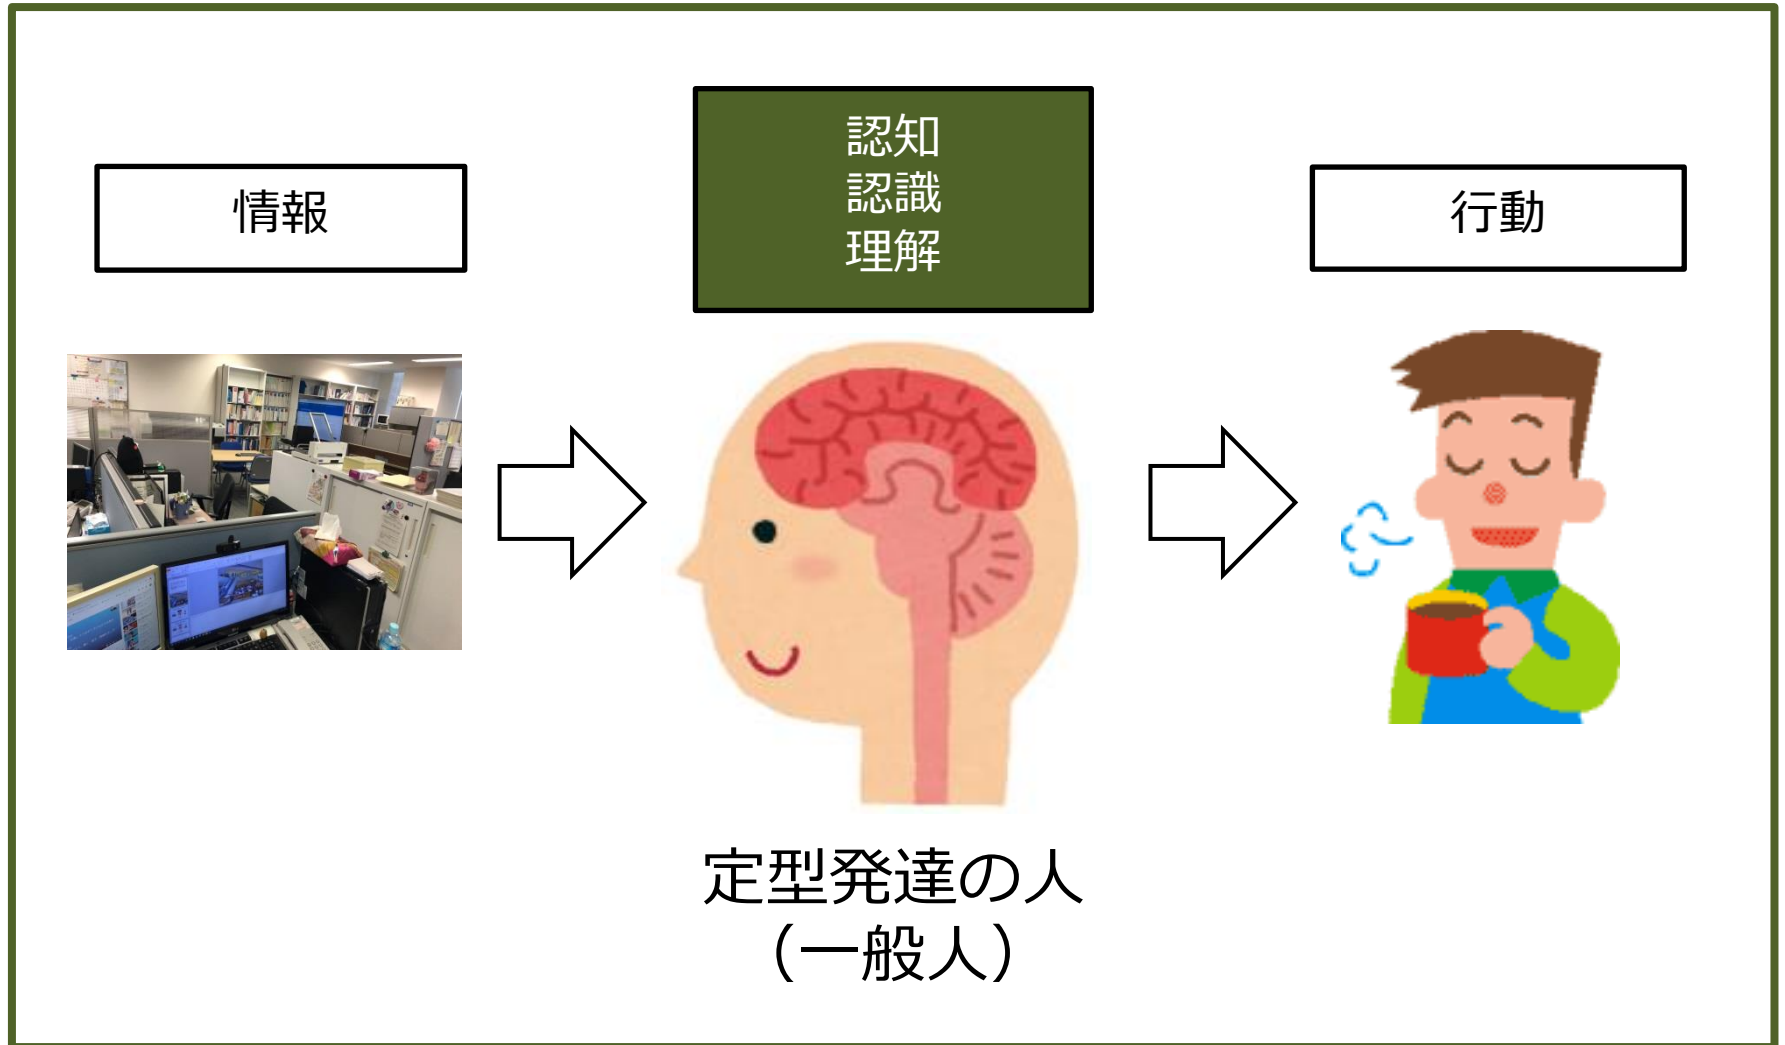 情報
認知
認識
理解
行動
定型発達の人
（一般人）